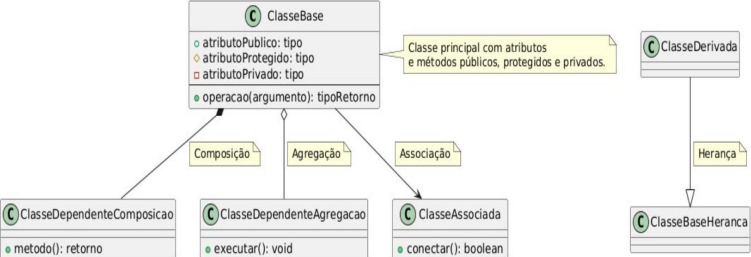 C ClasseBase
atributoPublico: tipo
atributoProtegido: tipo
atributoPrivado: tipo
operacao(argumento): tipoRetorno
Classe principal com atributos
e métodos públicos, protegidos e privados.
C ClasseDerivada
Composição
Agregação
Associação
Herança
C ClasseDependenteComposicao
metodo(): retorno
C ClasseDependenteAgregacao
executar(): void
C ClasseAssociada
conectar(): boolean
C ClasseBaseHeranca